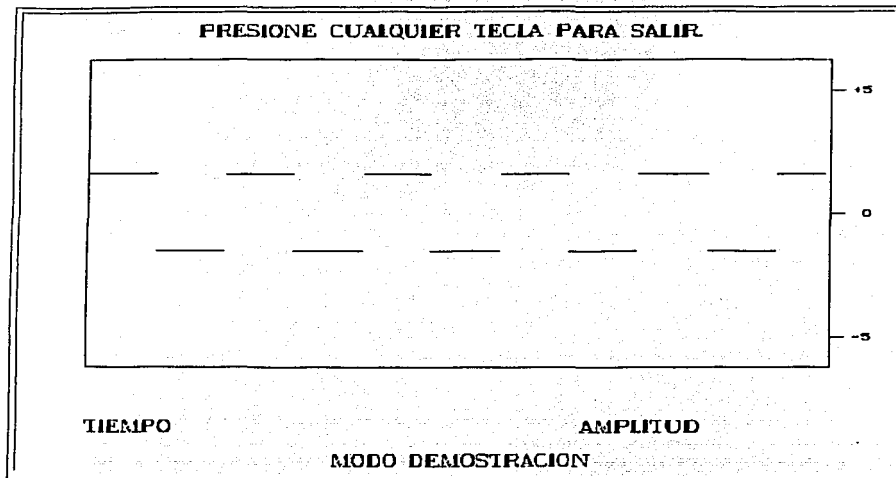 PRESIONE CUALQUIER TECLA PARA SALIR.
+5
0
-5
TIEMPO AMPLITUD
MODO DEMOSTRACION